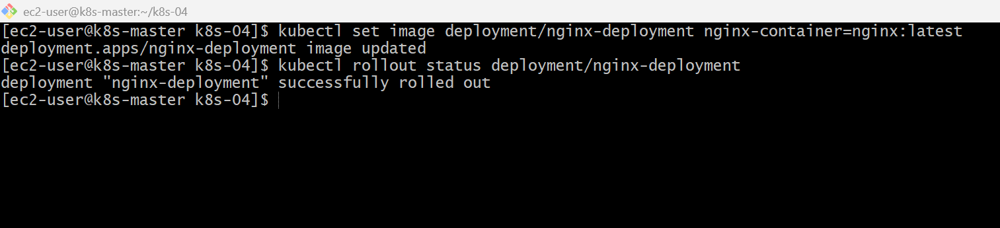 ec2-user@k8s-master:~/k8s-04
[ec2-user@k8s-master k8s-04]$ kubectl set image deployment/nginx-deployment nginx-container=nginx:latest
deployment.apps/nginx-deployment image updated
[ec2-user@k8s-master k8s-04]$ kubectl rollout status deployment/nginx-deployment
deployment "nginx-deployment" successfully rolled out
[ec2-user@k8s-master k8s-04]$